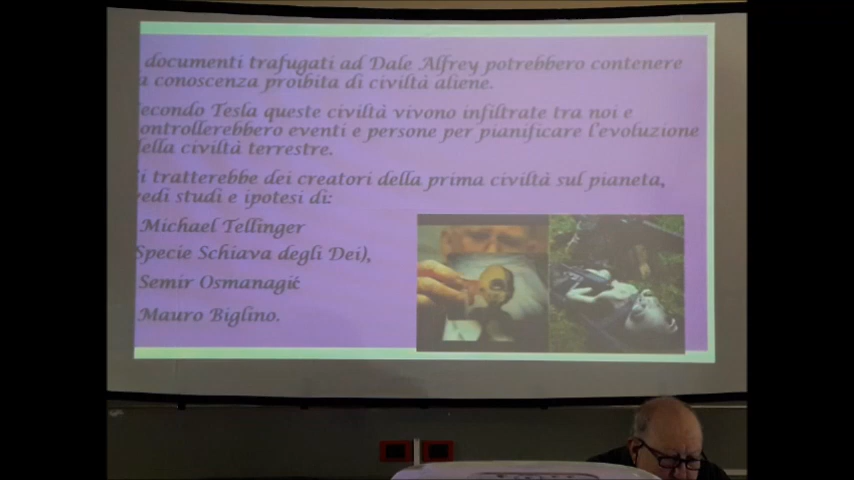 documenti trafugati ad Dale Alfrey potrebbero contenere
a conoscenza proibita di civiltà aliene.
econdo Tesla queste civiltà vivono infiltrate tra noi e
ontrollerebbero eventi e persone per pianificare l'evoluzione
della civiltà terrestre.
i tratterebbe dei creatori della prima civiltà sul pianeta,
vedi studi e ipotesi di:
Michael Tellinger
Specie Schiava degli Dei),
Semir Osmanagić
Mauro Biglino.